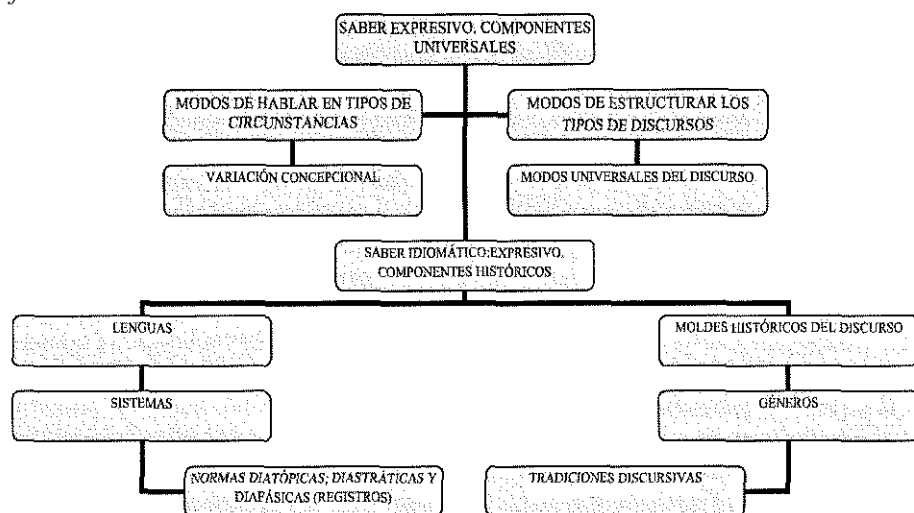 SABER EXPRESIVO. COMPONENTES
UNIVERSALES
MODOS DE HABLAR EN TIPOS DE
CIRCUNSTANCIAS
MODOS DE ESTRUCTURAR LOS
TIPOS DE DISCURSOS
VARIACIÓN CONCEPCIONAL
MODOS UNIVERSALES DEL DISCURSO
SABER IDIOMÁTICO:EXPRESIVO.
COMPONENTES HISTÓRICOS
LENGUAS
MOLDES HISTÓRICOS DEL DISCURSO
SISTEMAS
GÉNEROS
NORMAS DIATÓPICAS; DIASTRÁTICAS Y
DIAFÁSICAS (REGISTROS)
TRADICIONES DISCURSIVAS